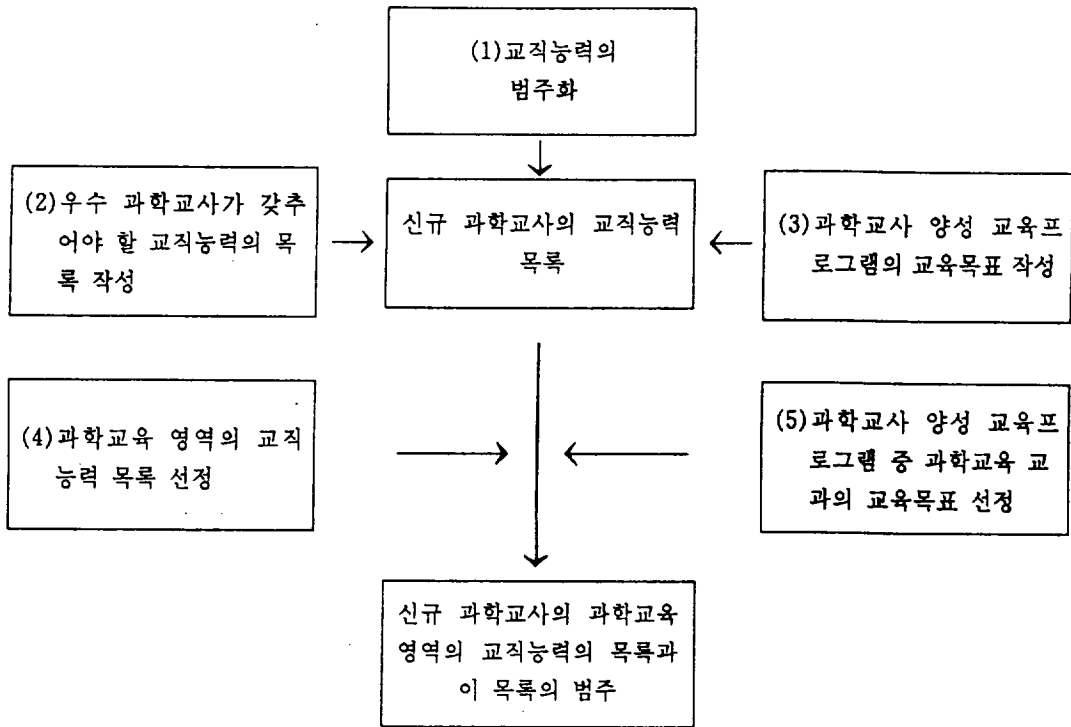 (1)교직능력의
범주화
(2)우수 과학교사가 갖추
어야 할 교직능력의 목
록 작성
신규 과학교사의 교직능력
목록
(3)과학교사 양성 교육프
로그램의 교육목표 작성
(4)과학교육 영역의 교직
능력 목록 선정
(5)과학교사 양성 교육프
로그램 중 과학교육 교
과의 교육목표 선정
신규 과학교사의 과학교육
영역의 교직능력의 목록과
이 목록의 범주